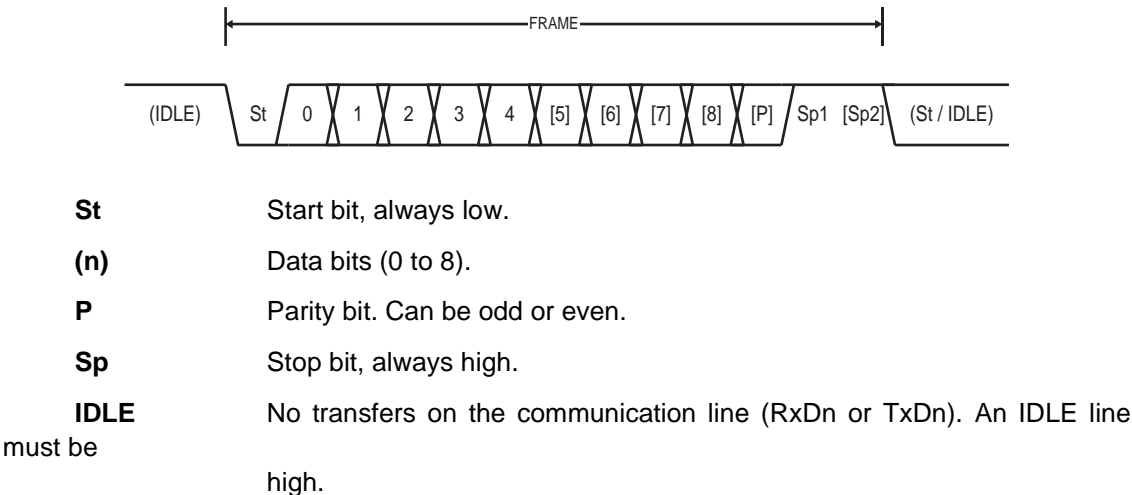 FRAME
(IDLE) St 0 1 2 3 4 [5] [6] [7] [8] [P] Sp1 [Sp2] (St / IDLE)
St Start bit, always low.
(n) Data bits (0 to 8).
P Parity bit. Can be odd or even.
Sp Stop bit, always high.
IDLE No transfers on the communication line (RxDn or TxDn). An IDLE line
must be
high.